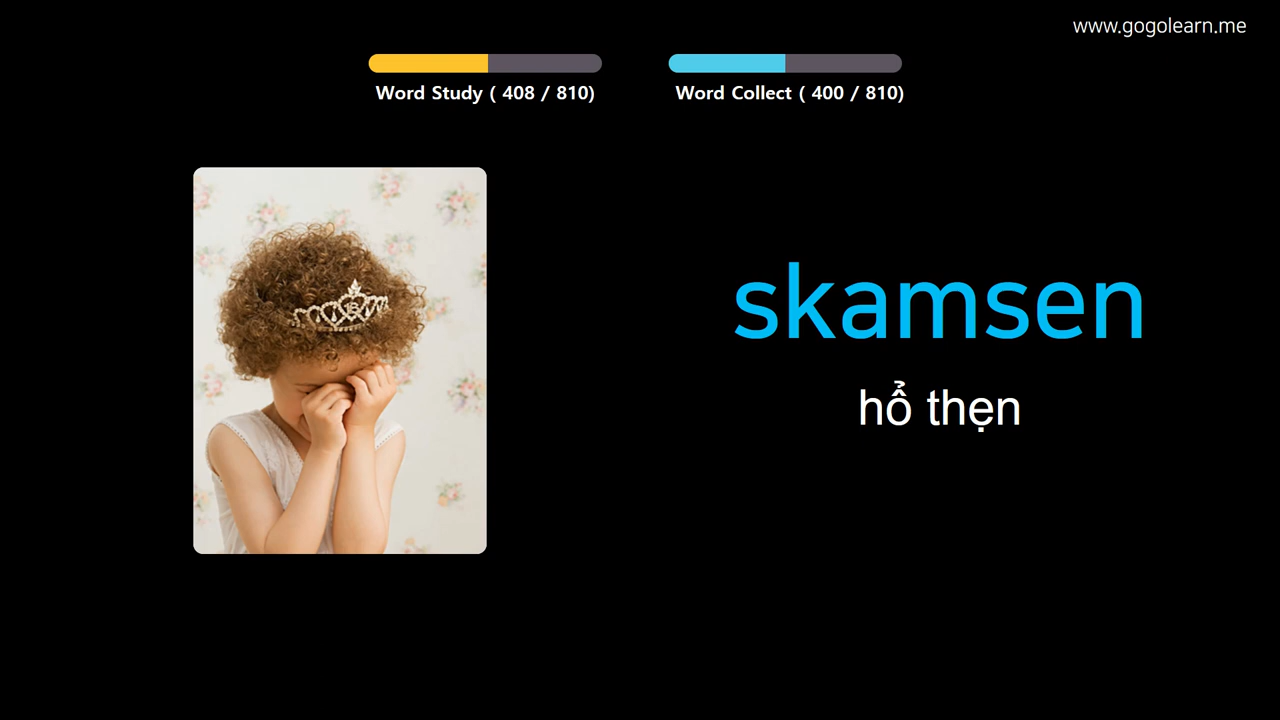 www.gogolearn.me
Word Study ( 408 / 810)
Word Collect ( 400 / 810)
skamsen
hổ thẹn